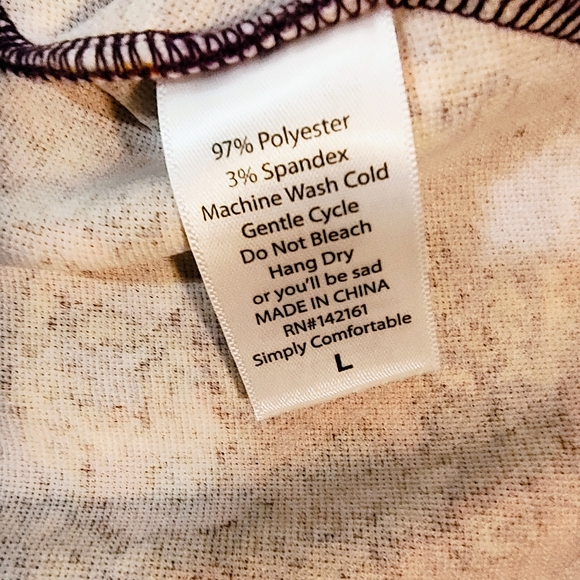 97% Polyester
3% Spandex
Machine Wash Cold
Gentle Cycle
Do Not Bleach
Hang Dry
or you'll be sad
MADE IN CHINA
RN#142161
Simply Comfortable
L